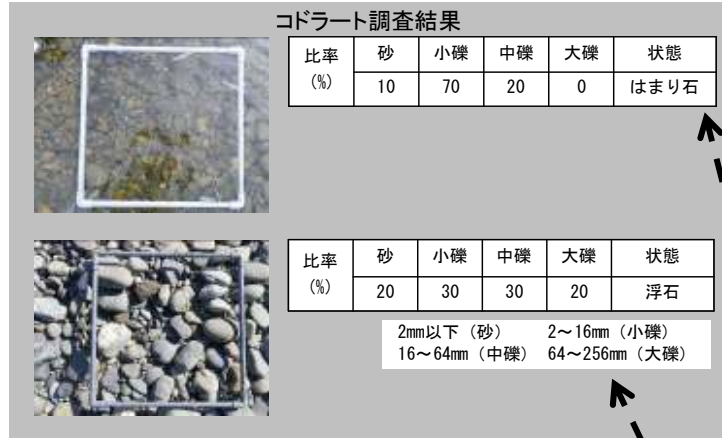 コドラート調査結果
比率(%) 砂 小礫 中礫 大礫 状態
10 70 20 0 はまり石
比率(%) 砂 小礫 中礫 大礫 状態
20 30 30 20 浮石
2mm以下（砂） 2～16mm（小礫）
16～64mm（中礫） 64～256mm（大礫）